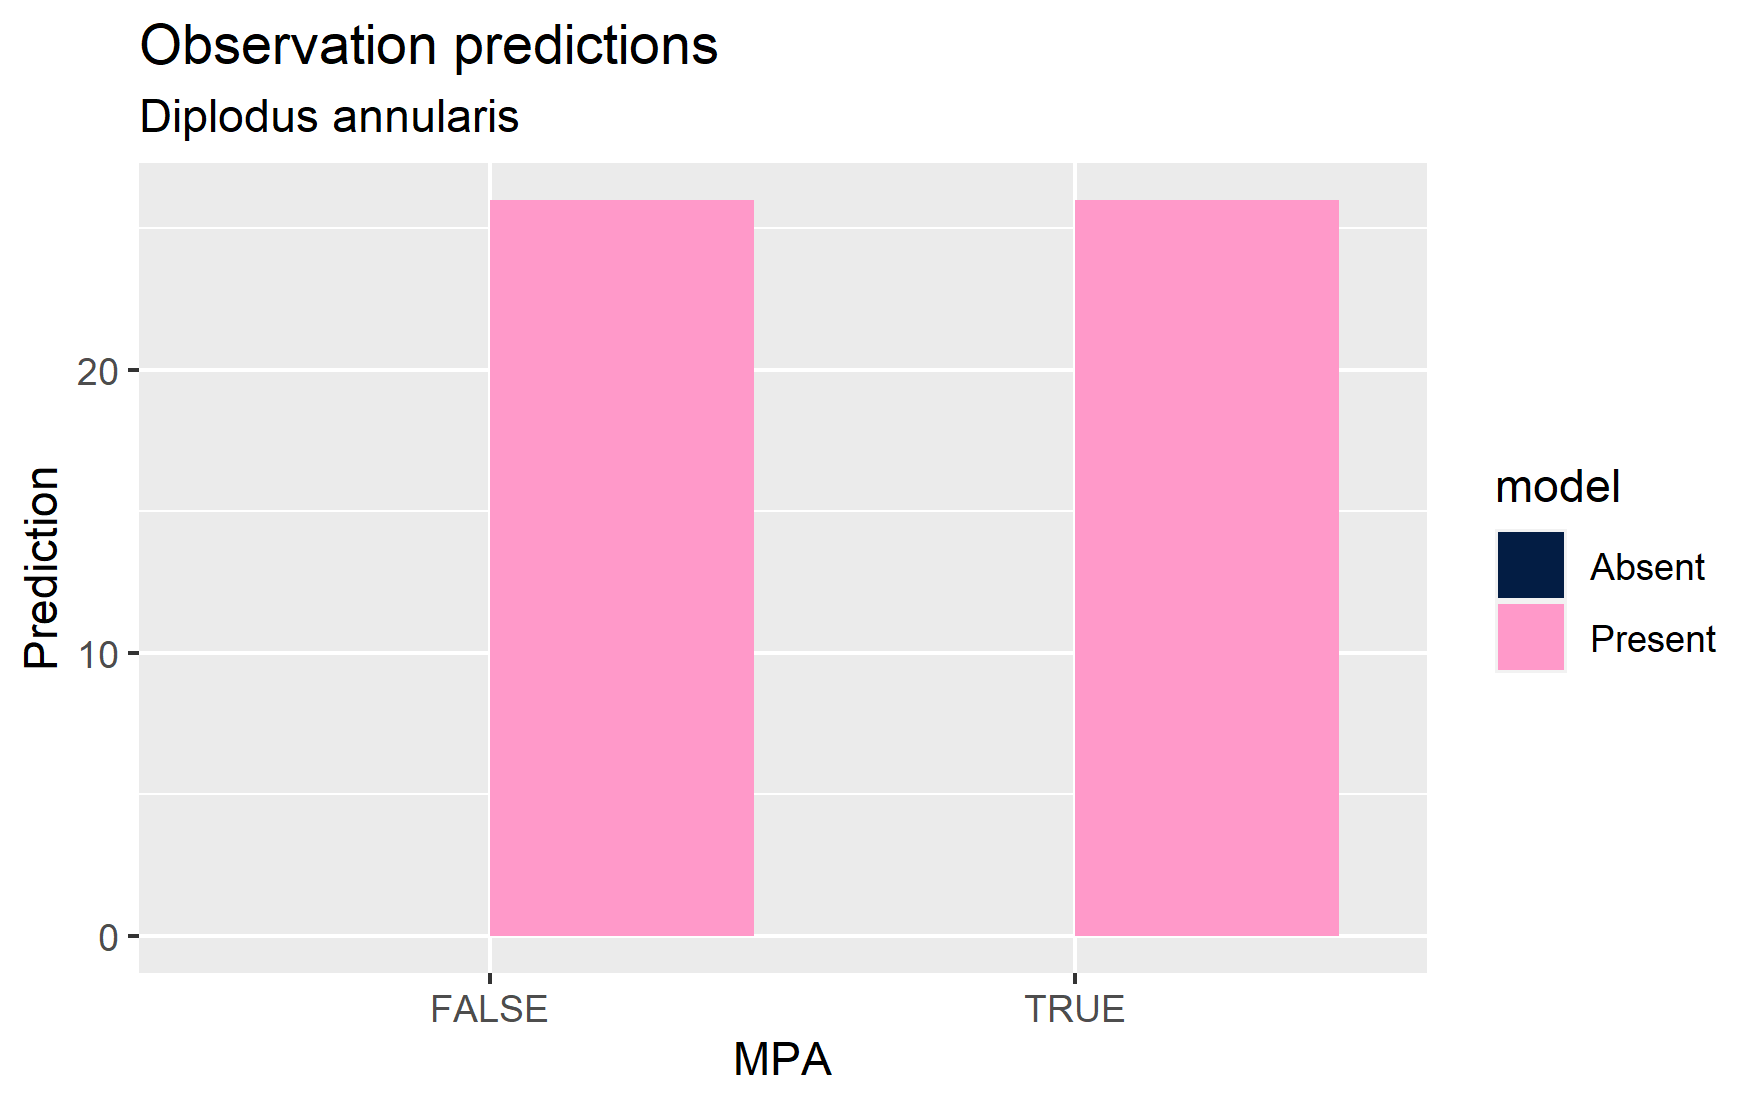 Observation predictions
Diplodus annularis
Prediction
20
10
0
FALSE
TRUE
MPA
model
Absent
Present